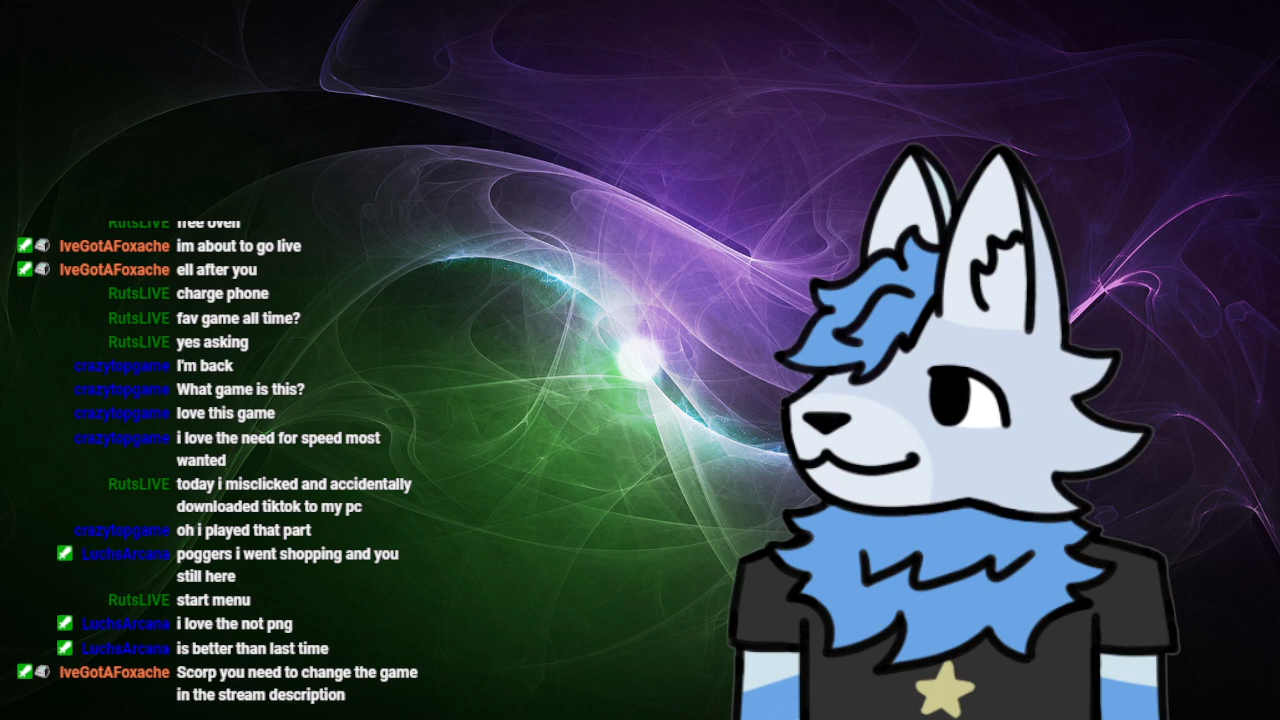 RutsLIVE free oven
IveGotAFoxache im about to go live
IveGotAFoxache ell after you
RutsLIVE charge phone
RutsLIVE fav game all time?
RutsLIVE yes asking
crazytopgame I'm back
crazytopgame What game is this?
crazytopgame love this game
crazytopgame i love the need for speed most
wanted
RutsLIVE today i misclicked and accidentally
downloaded tiktok to my pc
crazytopgame oh i played that part
LuchsArcana poggers i went shopping and you
still here
RutsLIVE start menu
LuchsArcana i love the not png
LuchsArcana is better than last time
IveGotAFoxache Scorp you need to change the game
in the stream description